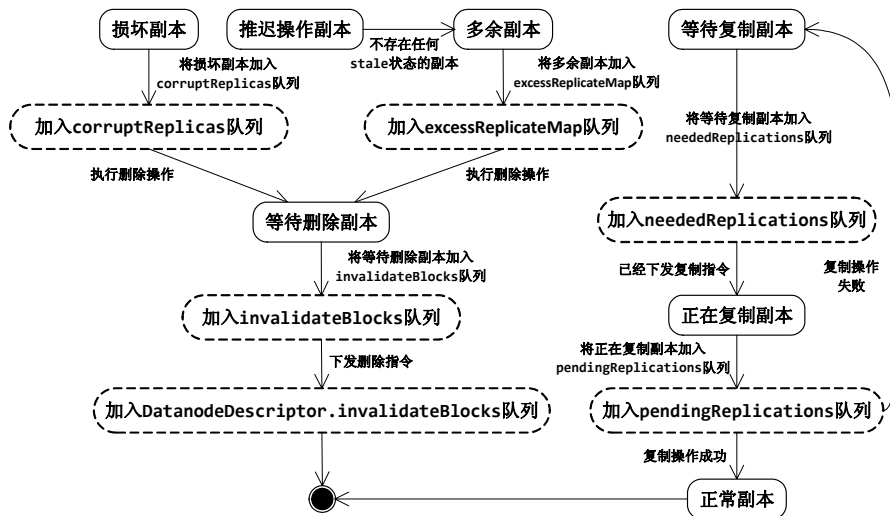 损坏副本
推迟操作副本
多余副本
等待复制副本
不存在任何
stale状态的副本
将损坏副本加入
corruptReplicas队列
将多余副本加入
excessReplicateMap队列
加入corruptReplicas队列
加入excessReplicateMap队列
将等待复制副本加入
neededReplications队列
执行删除操作
执行删除操作
等待删除副本
加入neededReplications队列
将等待删除副本加入
invalidateBlocks队列
已经下发复制指令
复制操作
失败
加入invalidateBlocks队列
正在复制副本
下发删除指令
将正在复制副本加入
pendingReplications队列
加入DatanodeDescriptor.invalidateBlocks队列
加入pendingReplications队列
复制操作成功
正常副本